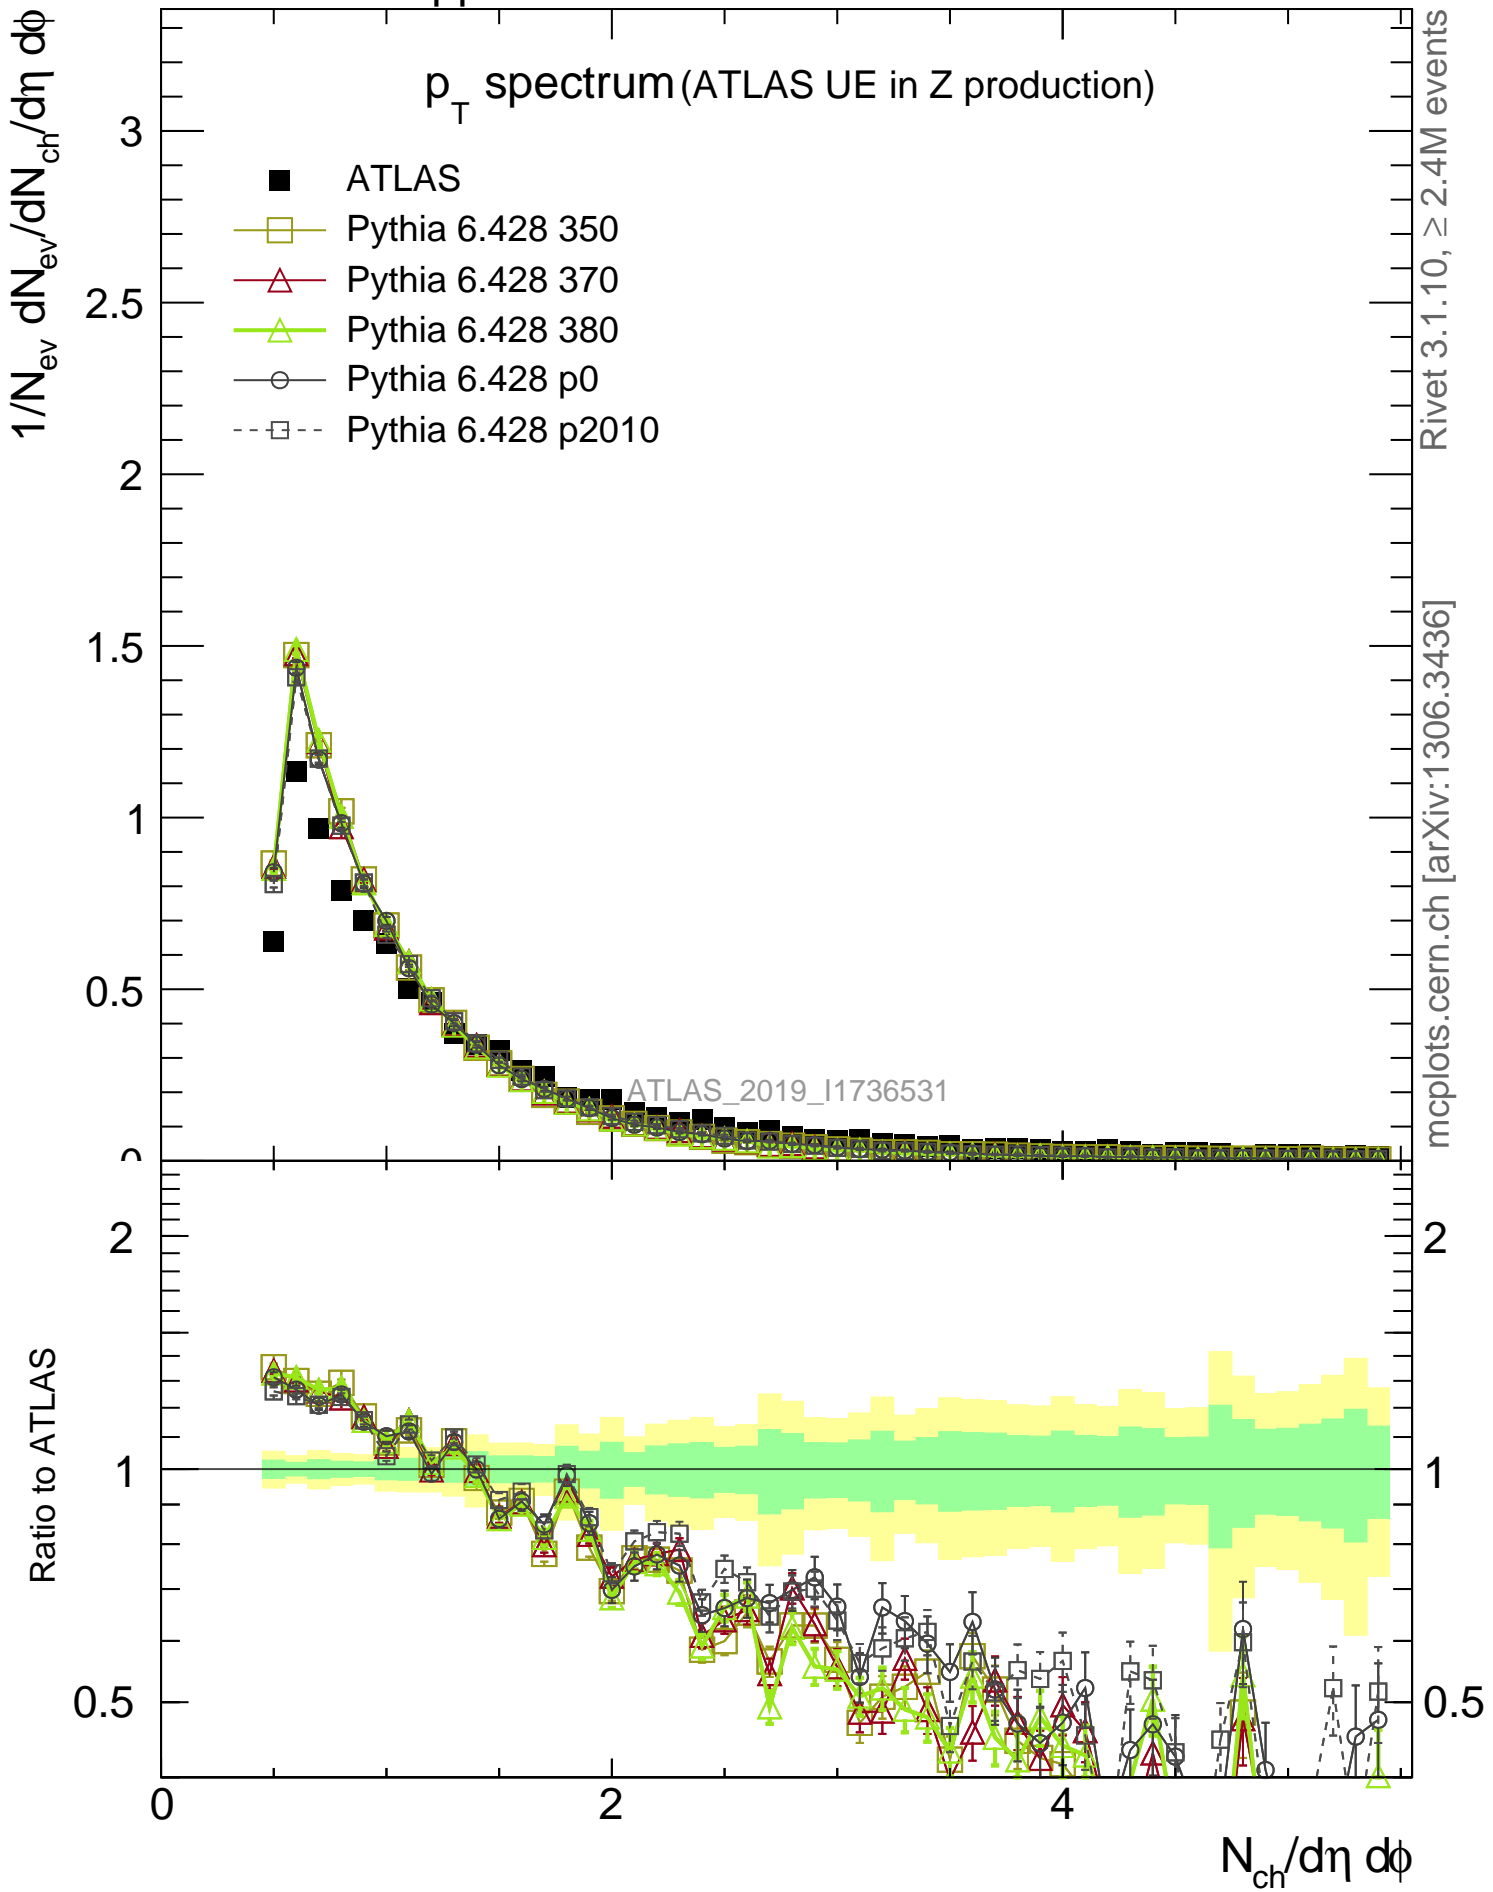 pp
1/N_ev dN_ev/dN_ch/dη dϕ
p_T spectrum (ATLAS UE in Z production)
ATLAS
Pythia 6.428 350
Pythia 6.428 370
Pythia 6.428 380
Pythia 6.428 p0
Pythia 6.428 p2010
3
2.5
2
1.5
1
0.5
0
ATLAS_2019_I1736531
Rivet 3.1.10, ≥ 2.4M events
mcplots.cern.ch [arXiv:1306.3436]
Ratio to ATLAS
2
1
0.5
2
1
0.5
0
2
4
N_ch/dη dϕ